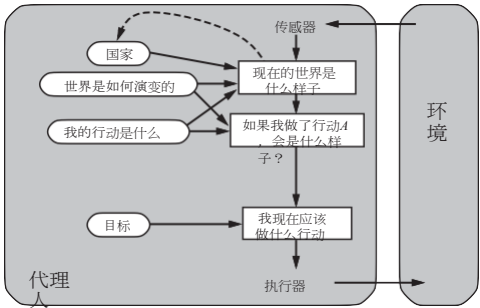 传感器
国家
世界是如何演变的
我的行动是什么
现在的世界是
什么样子
如果我做了行动A
，会是什么样
子？
目标
我现在应该
做什么行动
执行器
代理
人
环
境